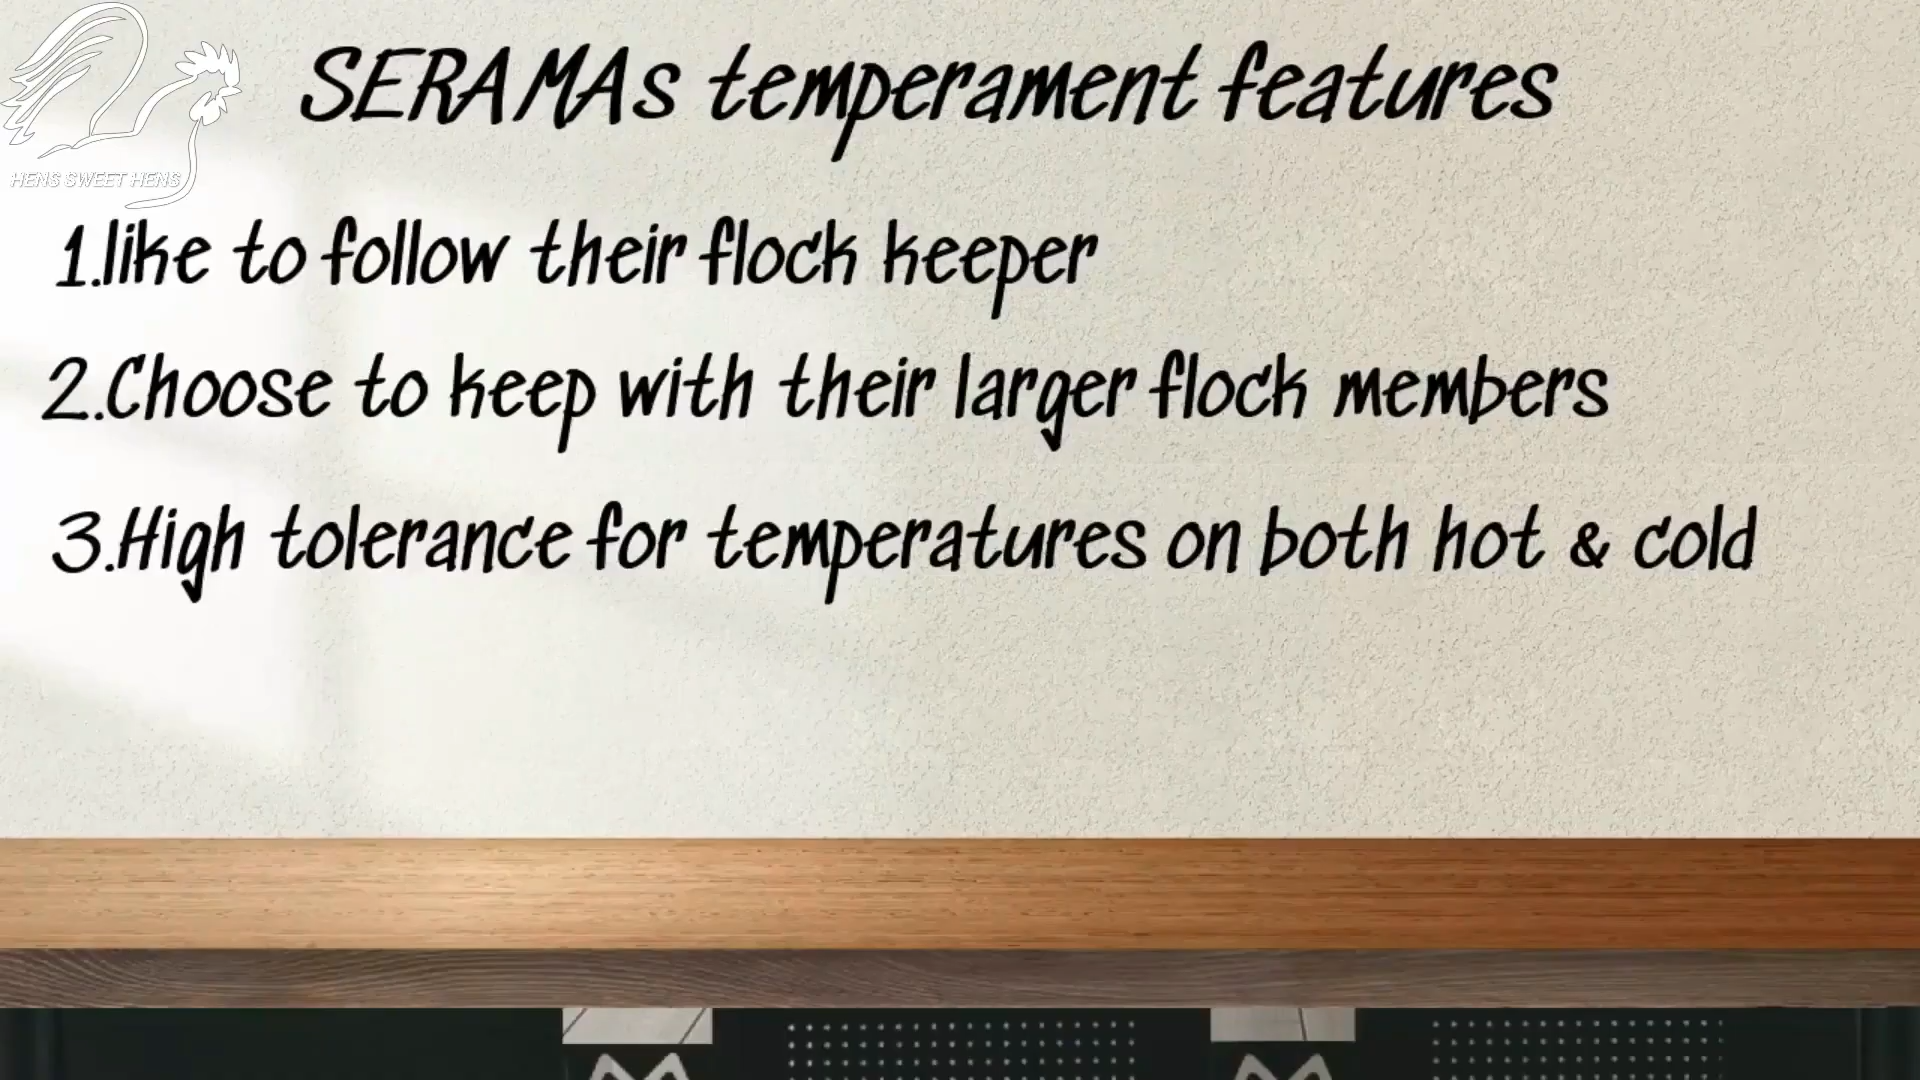 SERAMAs temperament features
HENS SWEET HENS
1.like to follow their flock keeper
2.Choose to keep with their larger flock members
3.High tolerance for temperatures on both hot & cold